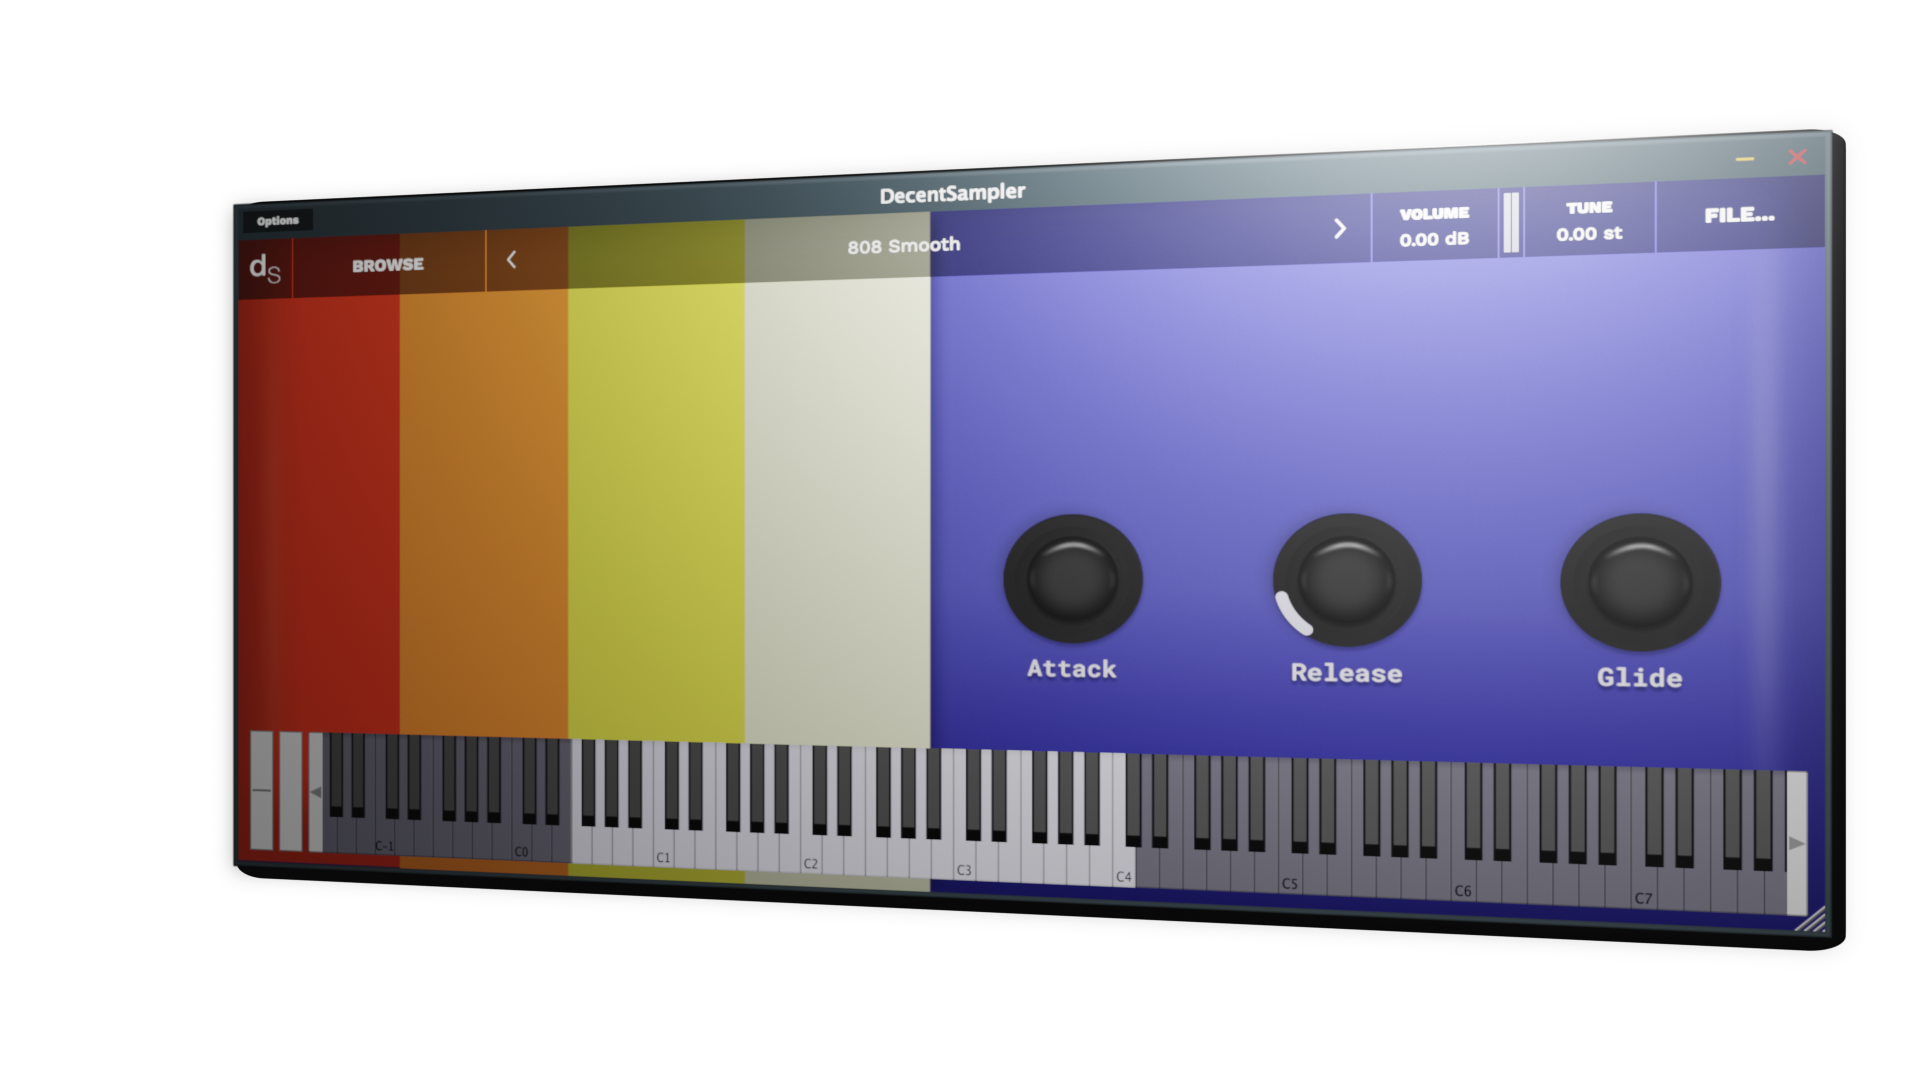 DecentSampler
Options
ds
BROWSE
808 Smooth
VOLUME
0.00 dB
TUNE
0.00 st
FILE...
Attack
Release
Glide
C-1
C0
C1
C2
C3
C4
C5
C6
C7